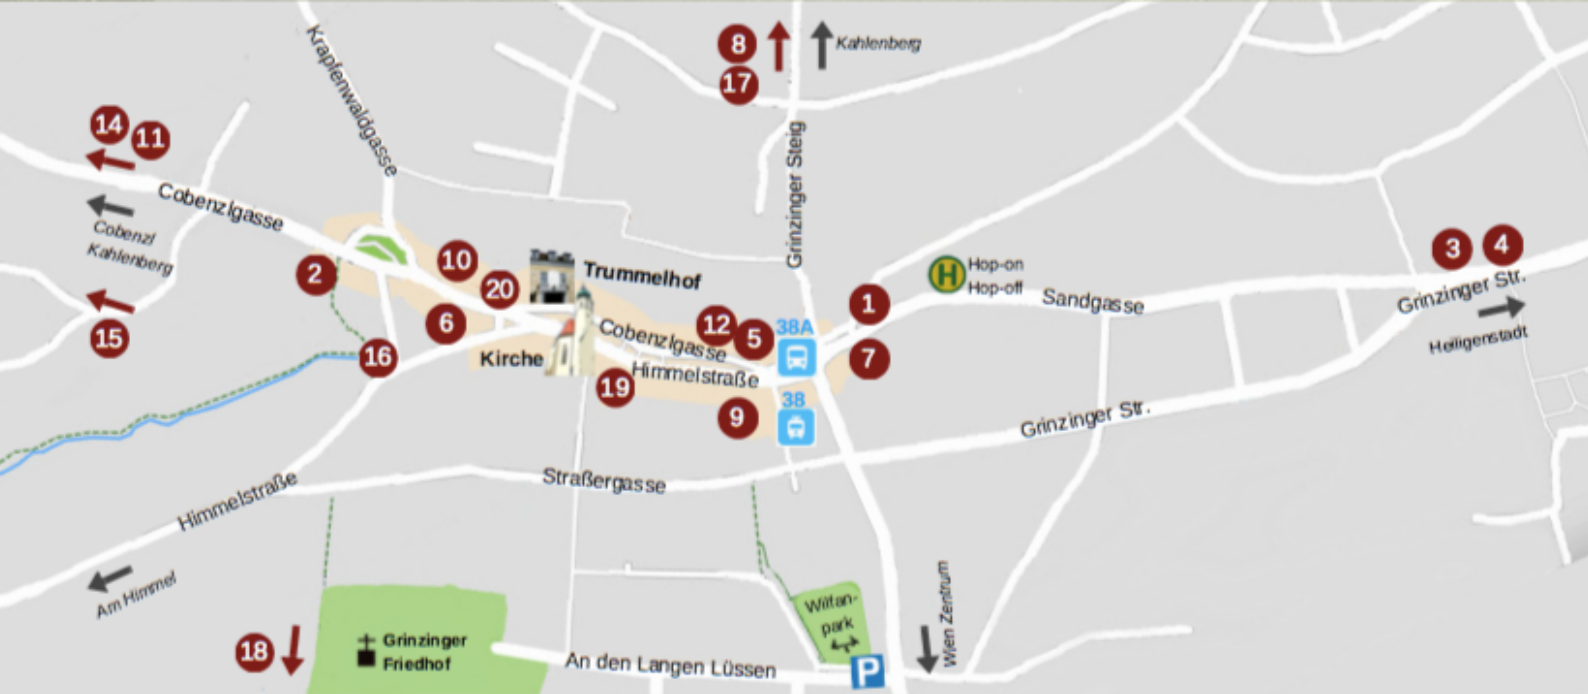 Krapfenwaldgasse
8
17
Kahlenberg
Grinzinger Steig
14
11
Cobenzlgasse
Cobenzl
Kahlenberg
15
2
10
20
6
16
Trummelhof
Kirche
Cobenzlgasse
12
5
38A
Himmelstraße
19
9
38
1
7
H
Hop-on
Hop-off
Sandgasse
3
4
Grinzinger Str.
Heiligenstadt
Grinzinger Str.
Straßergasse
Himmelstraße
Am Himmel
18
Grinzinger
Friedhof
An den Langen Lüssen
Wilfan-
park
P
Wien Zentrum